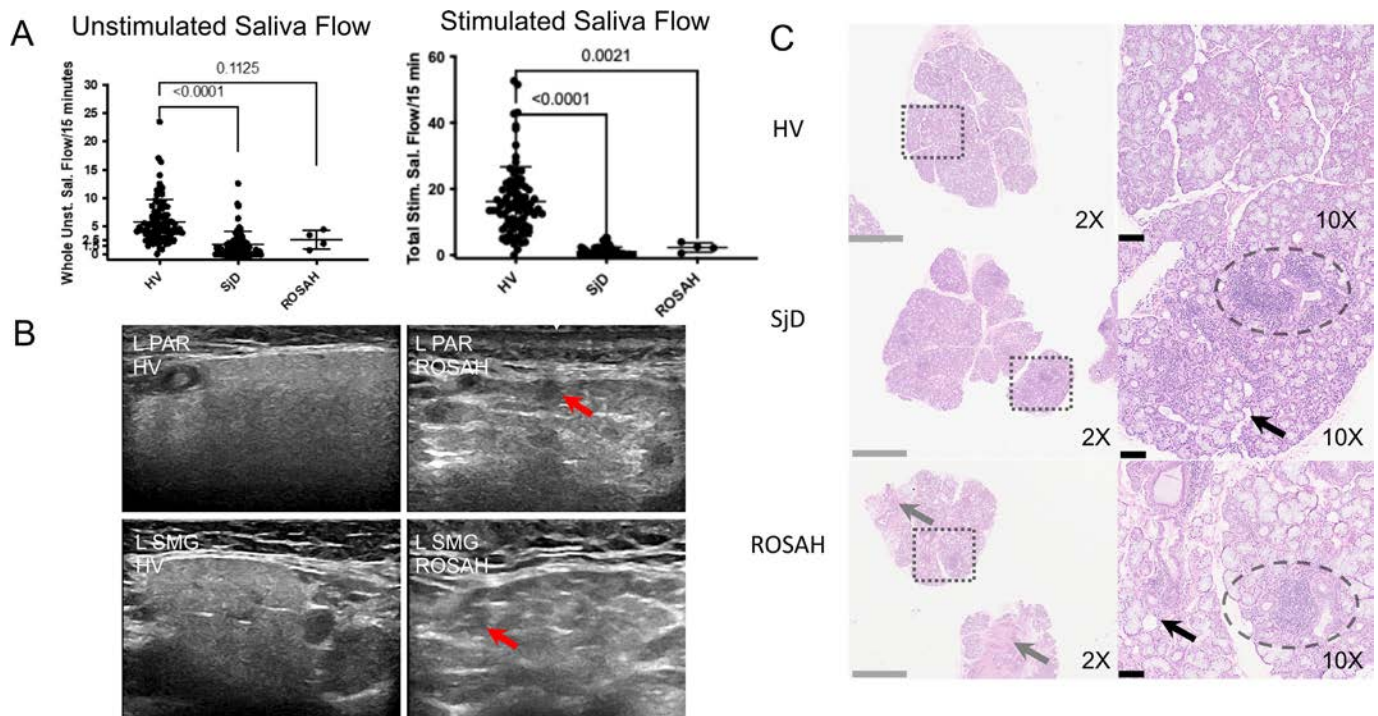 A
Unstimulated Saliva Flow
Whole Unst. Sal. Flow/15 minutes
30
25
20
15
10
5
2.5
0
0.1125
<0.0001
HV
SjD
ROSAH
Stimulated Saliva Flow
Total Stim. Sal. Flow/15 min
60
40
20
0
0.0021
<0.0001
HV
SjD
ROSAH
B
L PAR
HV
L PAR
ROSAH
L SMG
HV
L SMG
ROSAH
C
HV
2X
10X
SjD
2X
10X
ROSAH
2X
10X